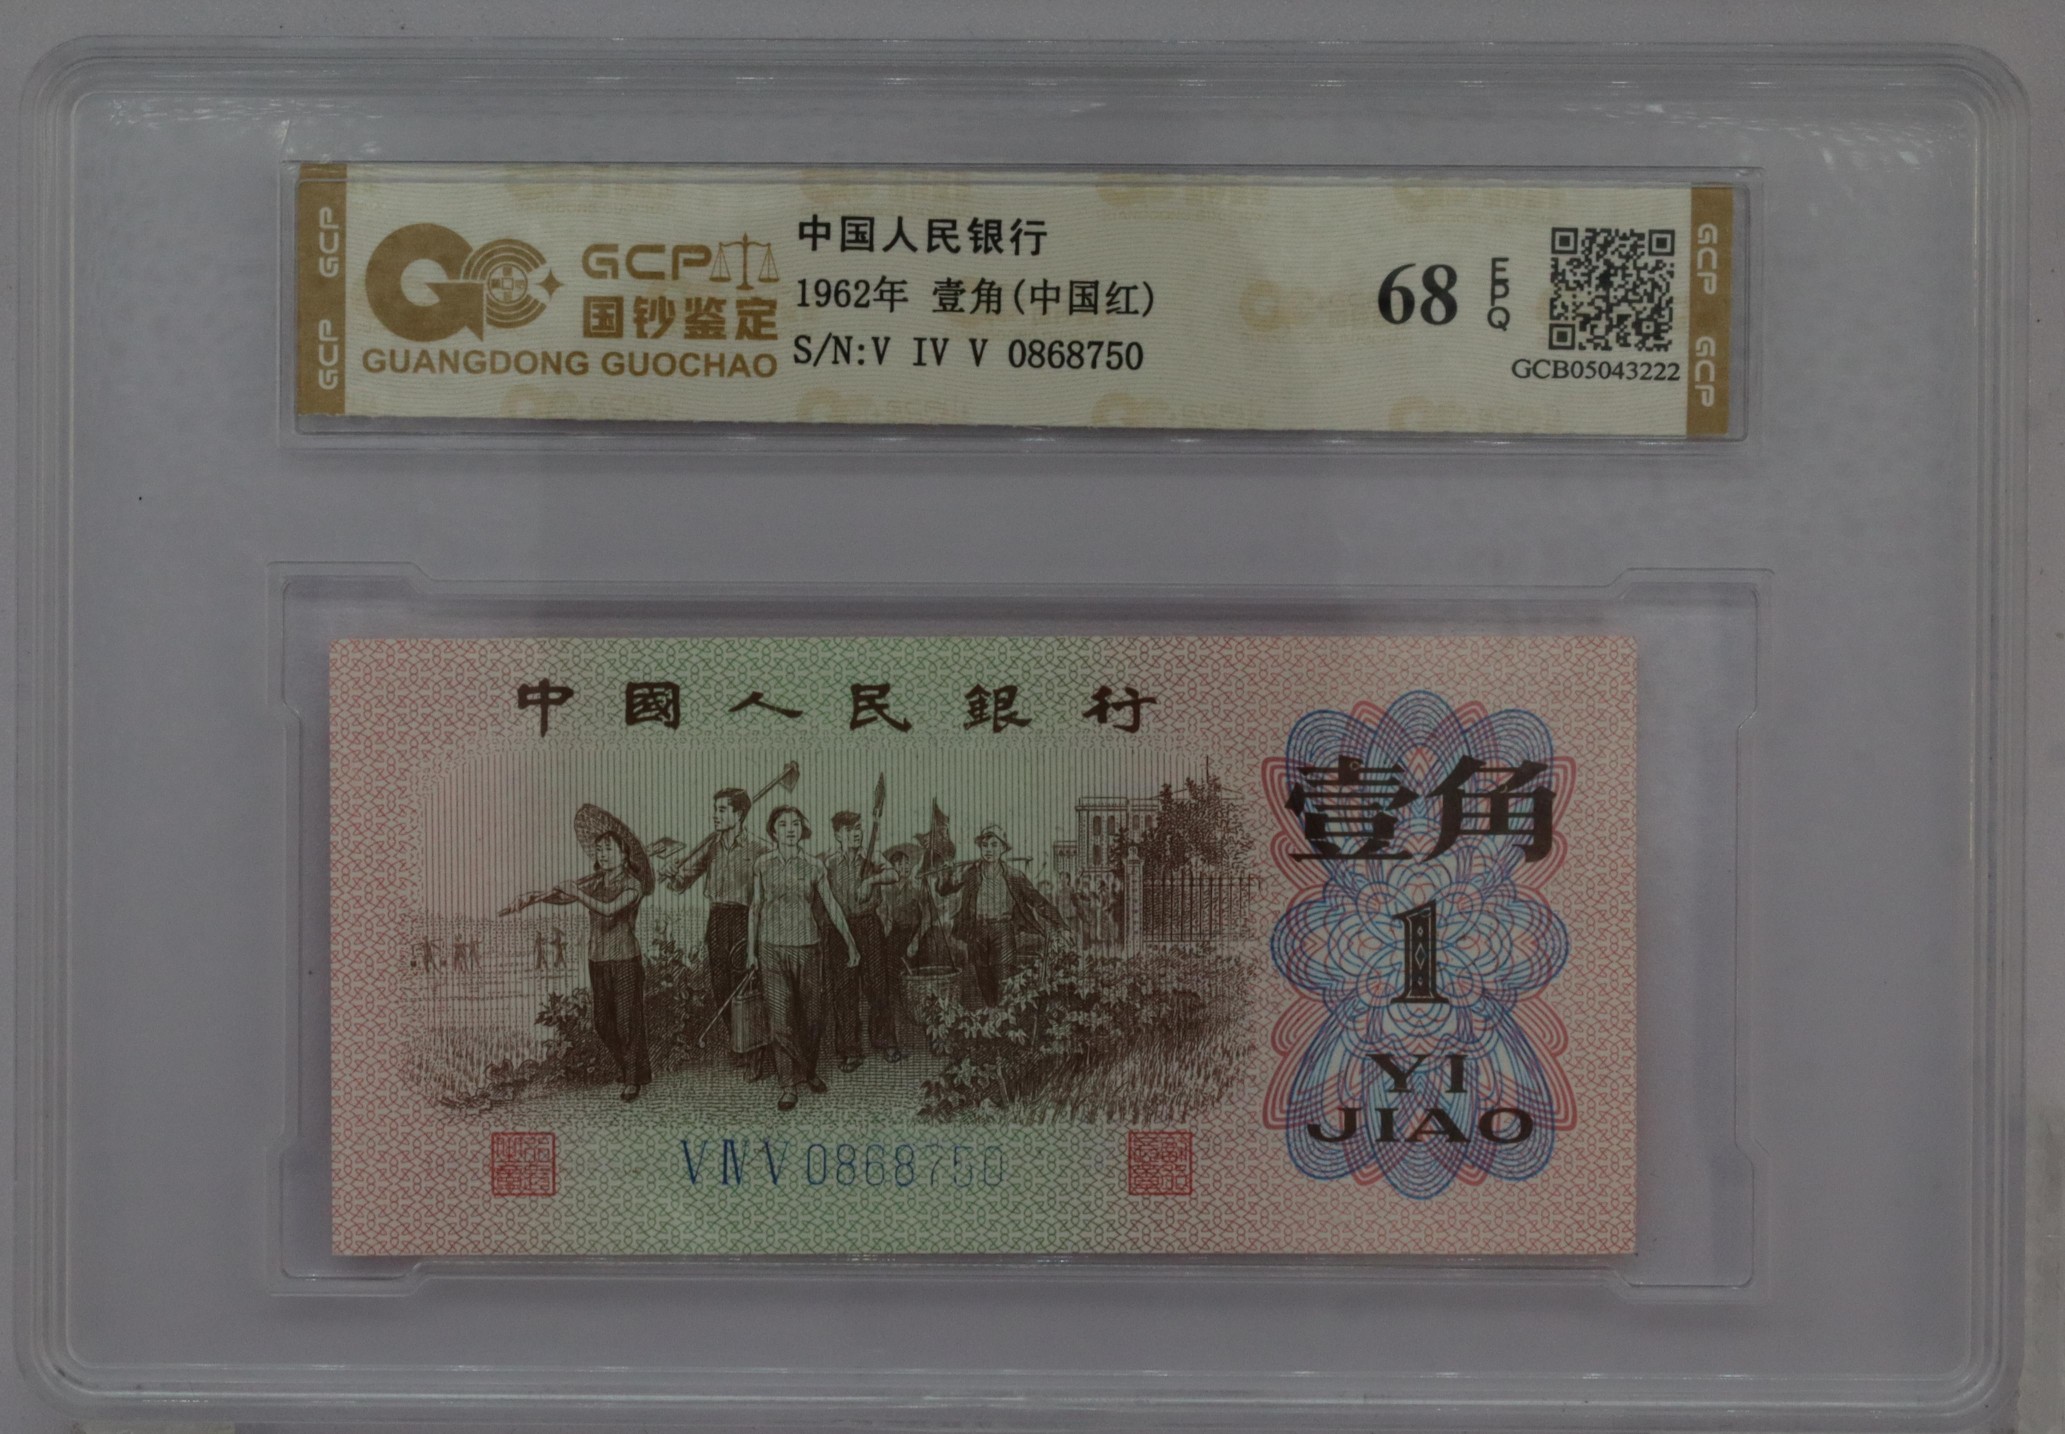 GCP GCP
GCP
国钞鉴定
GUANGDONG GUOCHAO
中国人民银行
1962年 壹角(中国红)
S/N:V IV V 0868750
68
EPQ
GCB05043222
GCP GCP
中國人民銀行
壹角
1
YI
JIAO
V IV V 0868750